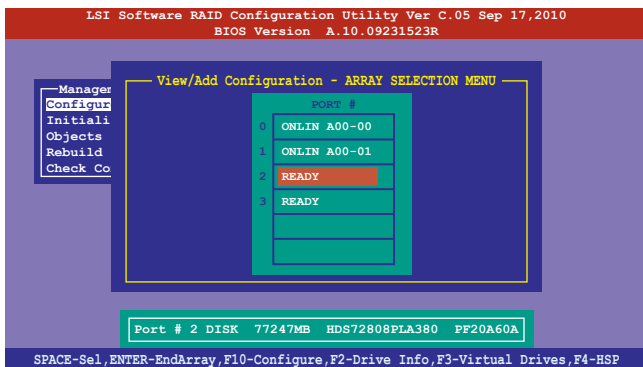 LSI Software RAID Configuration Utility Ver C.05 Sep 17,2010
BIOS Version A.10.09231523R
View/Add Configuration - ARRAY SELECTION MENU
Managem
Configur
Initiali
Objects
Rebuild
Check Co
PORT #
0 ONLIN A00-00
1 ONLIN A00-01
2 READY
3 READY
Port # 2 DISK 77247MB HDS72808PLA380 PF20A60A
SPACE-Sel,ENTER-EndArray,F10-Configure,F2-Drive Info,F3-Virtual Drives,F4-HSP